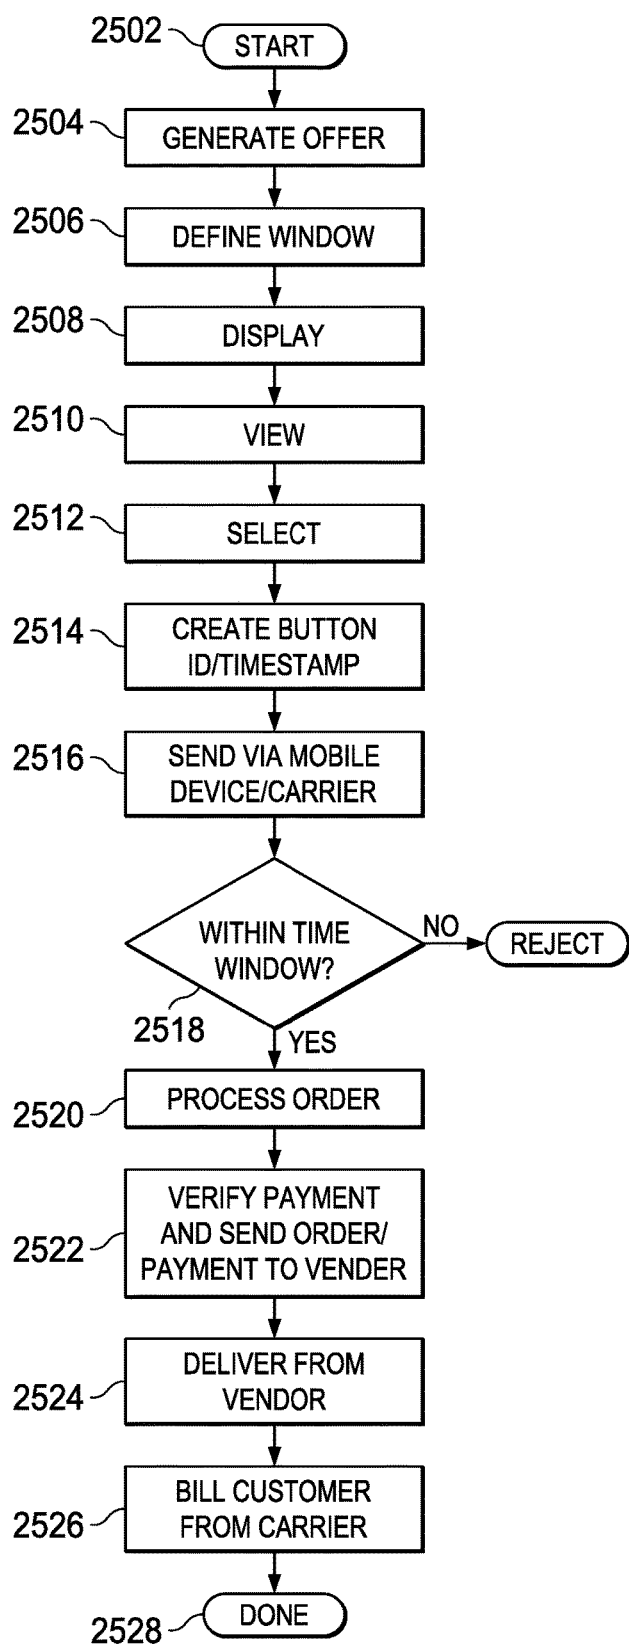 2502
START
2504
GENERATE OFFER
2506
DEFINE WINDOW
2508
DISPLAY
2510
VIEW
2512
SELECT
2514
CREATE BUTTON
ID/TIMESTAMP
2516
SEND VIA MOBILE
DEVICE/CARRIER
WITHIN TIME
WINDOW?
NO
REJECT
2518
YES
2520
PROCESS ORDER
2522
VERIFY PAYMENT
AND SEND ORDER/
PAYMENT TO VENDER
2524
DELIVER FROM
VENDOR
2526
BILL CUSTOMER
FROM CARRIER
2528
DONE